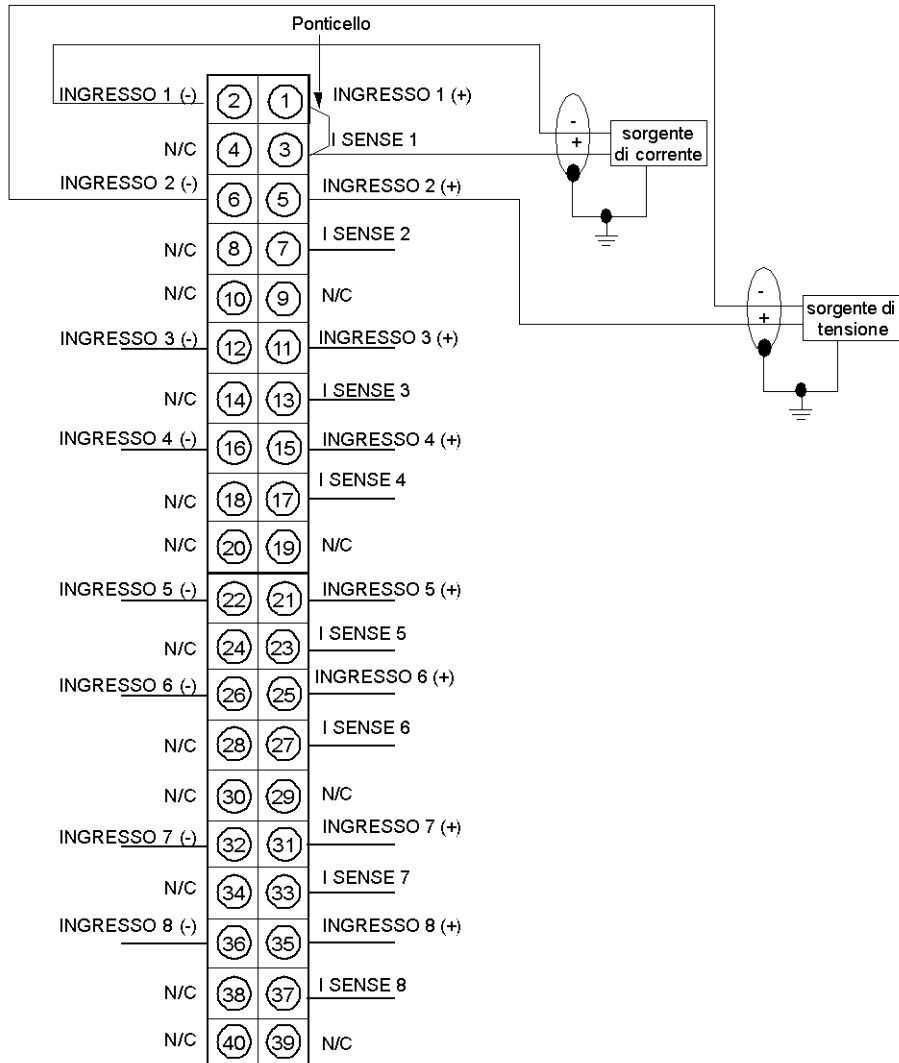 Ponticello
INGRESSO 1 (-) 2 1 INGRESSO 1 (+)
N/C 4 3 I SENSE 1
- + sorgente di corrente
INGRESSO 2 (-) 6 5 INGRESSO 2 (+)
N/C 8 7 I SENSE 2
N/C 10 9 N/C
- + sorgente di tensione
INGRESSO 3 (-) 12 11 INGRESSO 3 (+)
N/C 14 13 I SENSE 3
INGRESSO 4 (-) 16 15 INGRESSO 4 (+)
N/C 18 17 I SENSE 4
N/C 20 19 N/C
INGRESSO 5 (-) 22 21 INGRESSO 5 (+)
N/C 24 23 I SENSE 5
INGRESSO 6 (-) 26 25 INGRESSO 6 (+)
N/C 28 27 I SENSE 6
N/C 30 29 N/C
INGRESSO 7 (-) 32 31 INGRESSO 7 (+)
N/C 34 33 I SENSE 7
INGRESSO 8 (-) 36 35 INGRESSO 8 (+)
N/C 38 37 I SENSE 8
N/C 40 39 N/C